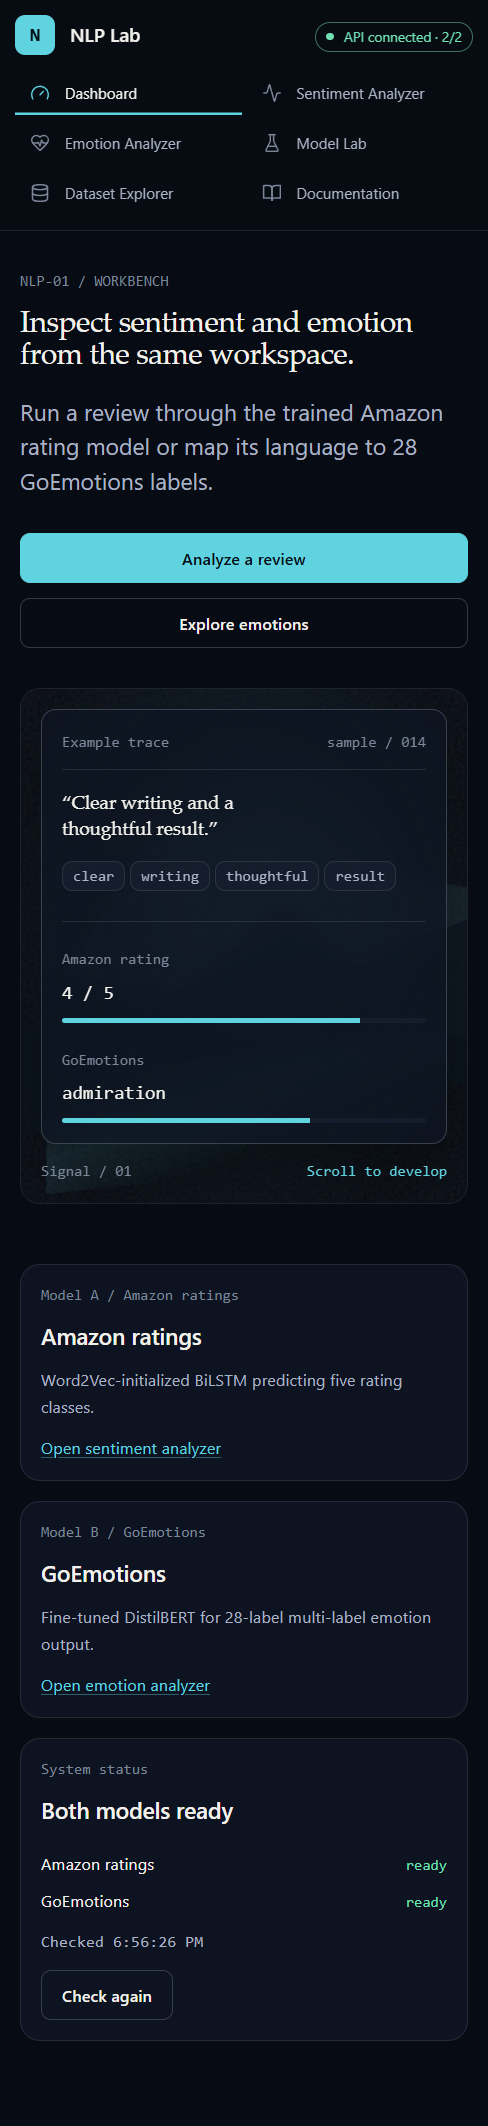 N
NLP Lab
API connected · 2/2
Dashboard
Sentiment Analyzer
Emotion Analyzer
Model Lab
Dataset Explorer
Documentation
NLP-01 / WORKBENCH
Inspect sentiment and emotion
from the same workspace.
Run a review through the trained Amazon
rating model or map its language to 28
GoEmotions labels.
Analyze a review
Explore emotions
Example trace
sample / 014
“Clear writing and a
thoughtful result.”
clear
writing
thoughtful
result
Amazon rating
4 / 5
GoEmotions
admiration
Signal / 01
Scroll to develop
Model A / Amazon ratings
Amazon ratings
Word2Vec-initialized BiLSTM predicting five rating
classes.
Open sentiment analyzer
Model B / GoEmotions
GoEmotions
Fine-tuned DistilBERT for 28-label multi-label emotion
output.
Open emotion analyzer
System status
Both models ready
Amazon ratings
ready
GoEmotions
ready
Checked 6:56:26 PM
Check again